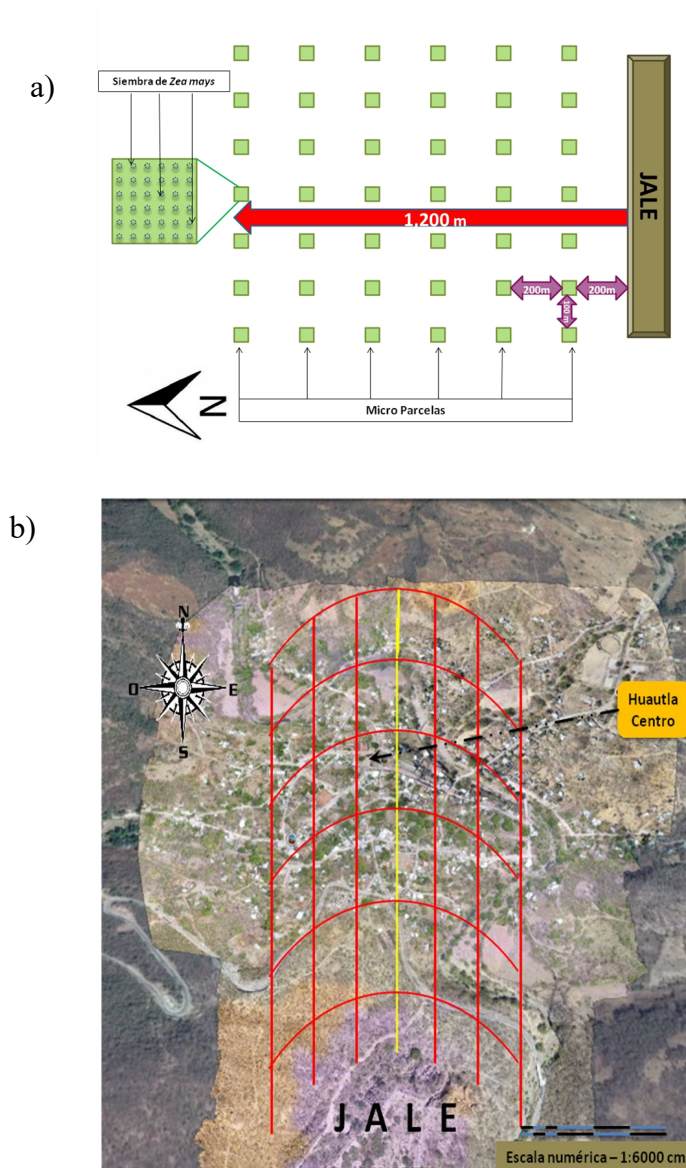 a)
Siembra de Zea mays
JALE
1,200 m
200m
200m
100 m
N
Micro Parcelas
b)
N
O
E
S
Huautla
Centro
JALE
Escala numérica – 1:6000 cm